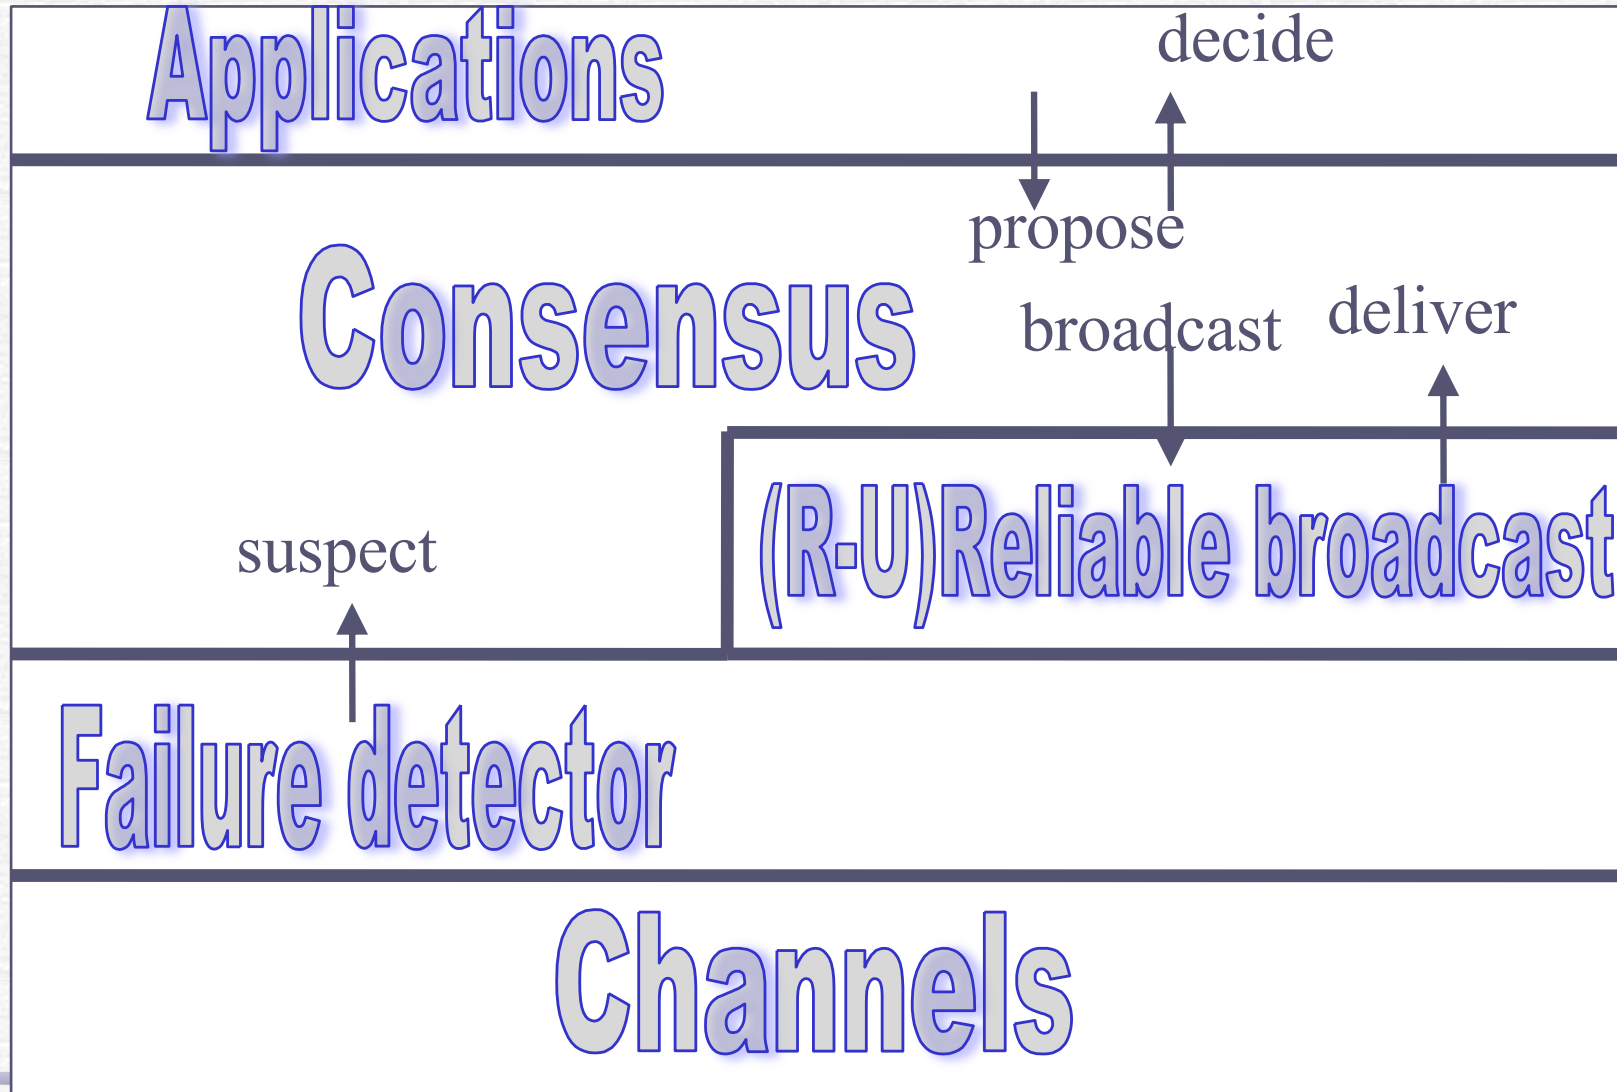 Applications
decide
propose
Consensus
broadcast
deliver
(R-U)Reliable broadcast
suspect
Failure detector
Channels